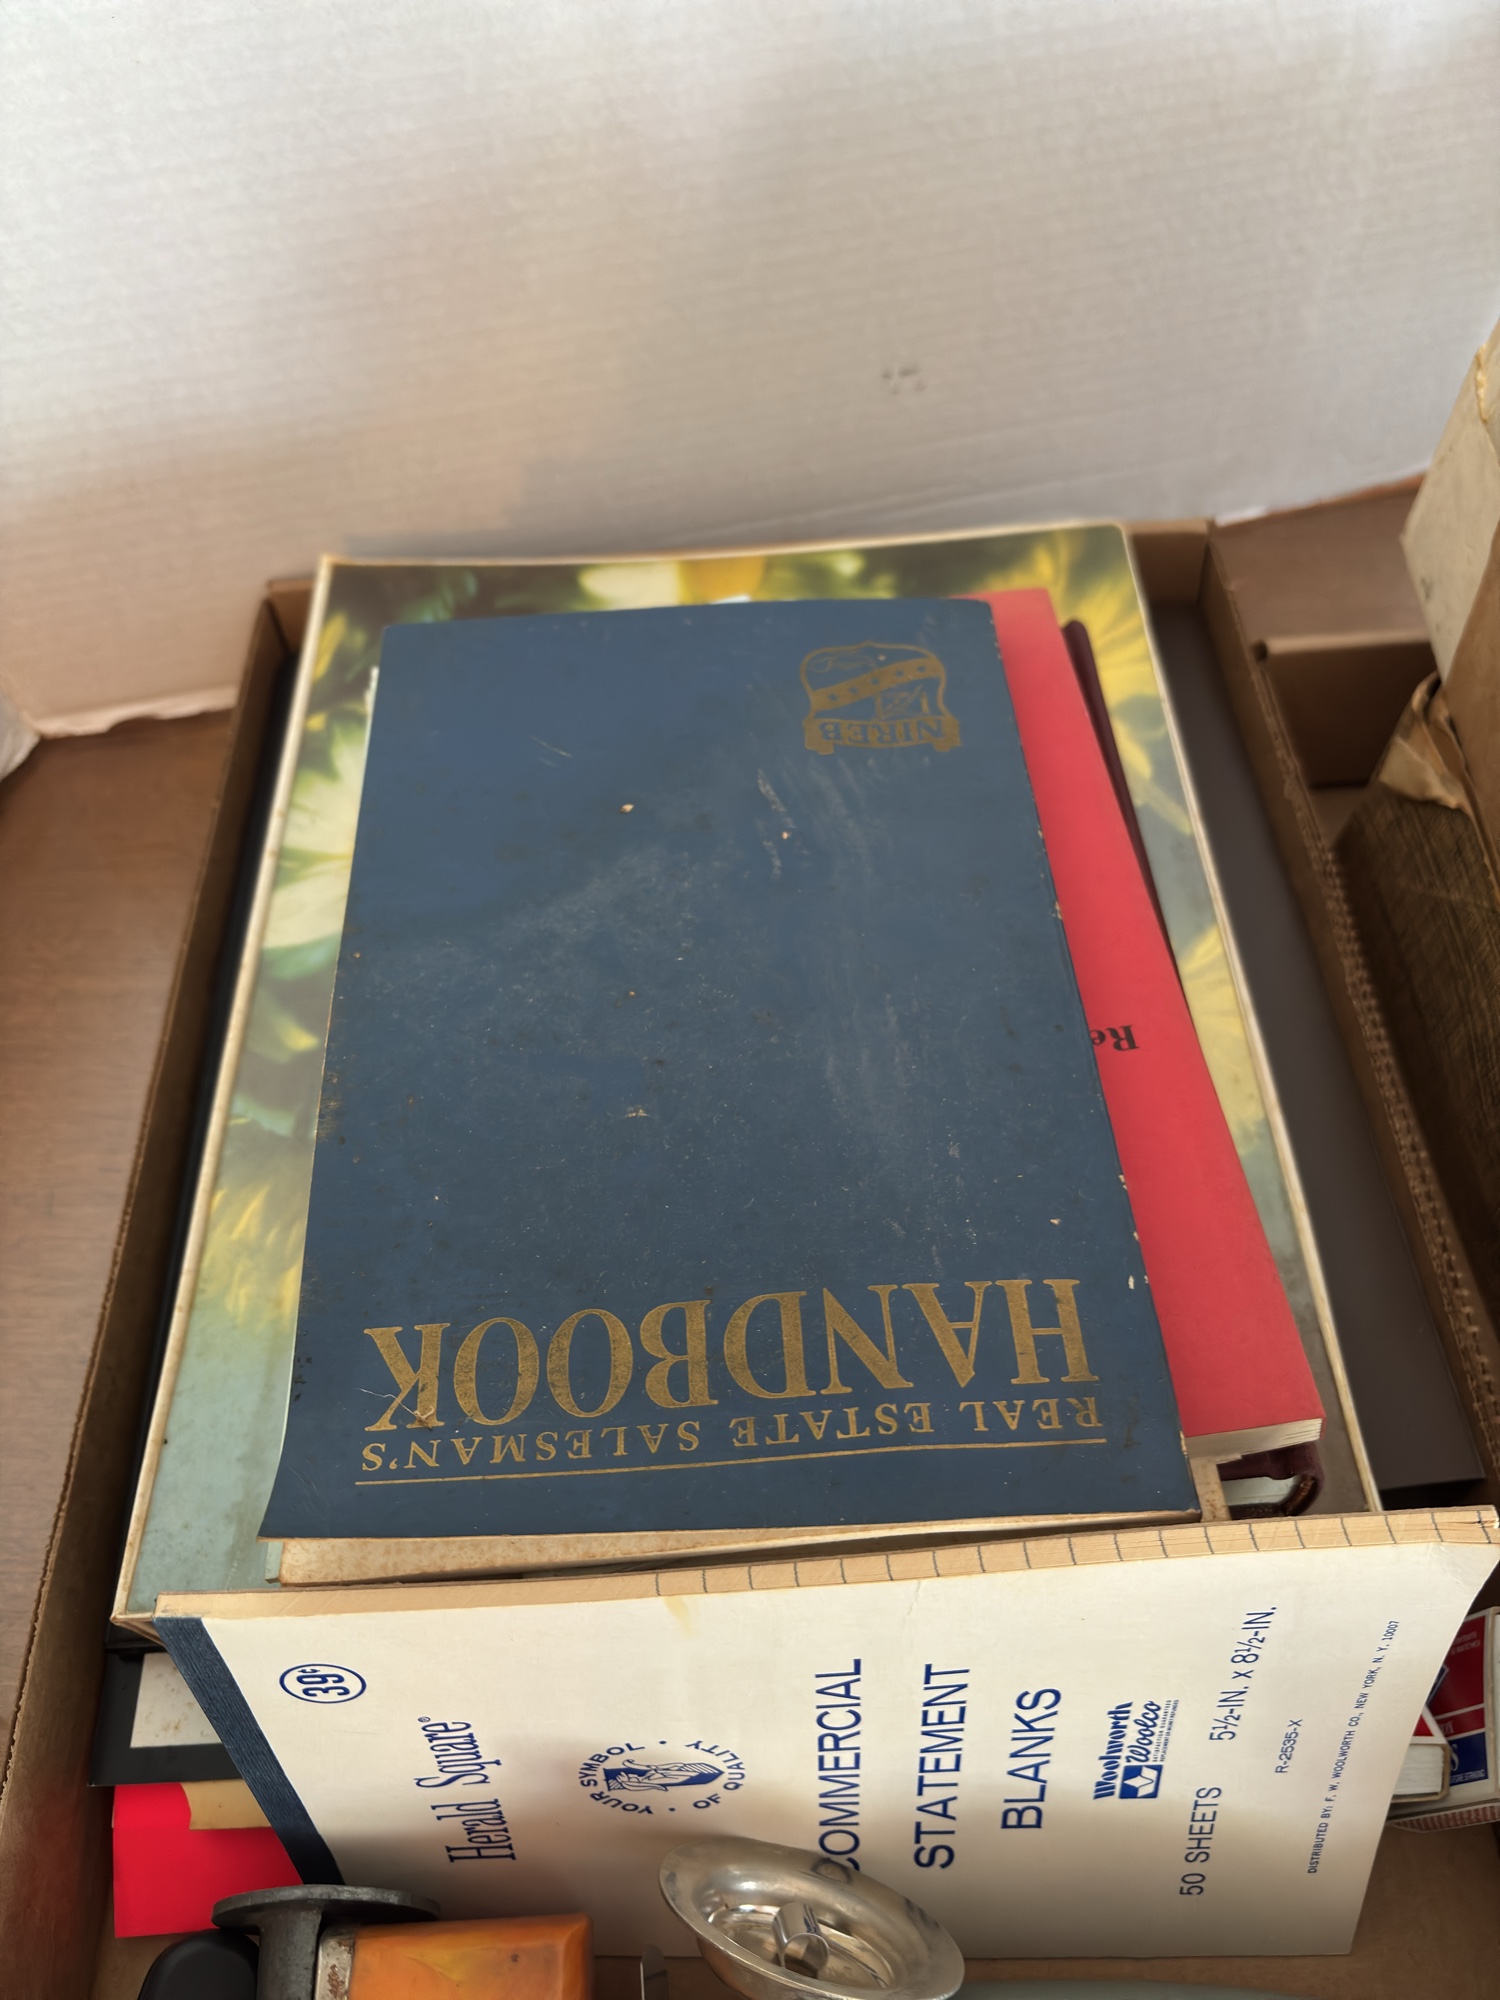 REAL ESTATE SALESMAN'S
HANDBOOK
NIREB
Re
39¢
Herald Square®
• YOUR SYMBOL •
OF QUALITY
COMMERCIAL
STATEMENT
BLANKS
Woolworth
Woolco
50 SHEETS 5½-IN. x 8½-IN.
R-2535-X
DISTRIBUTED BY: F. W. WOOLWORTH CO., NEW YORK, N. Y. 10007